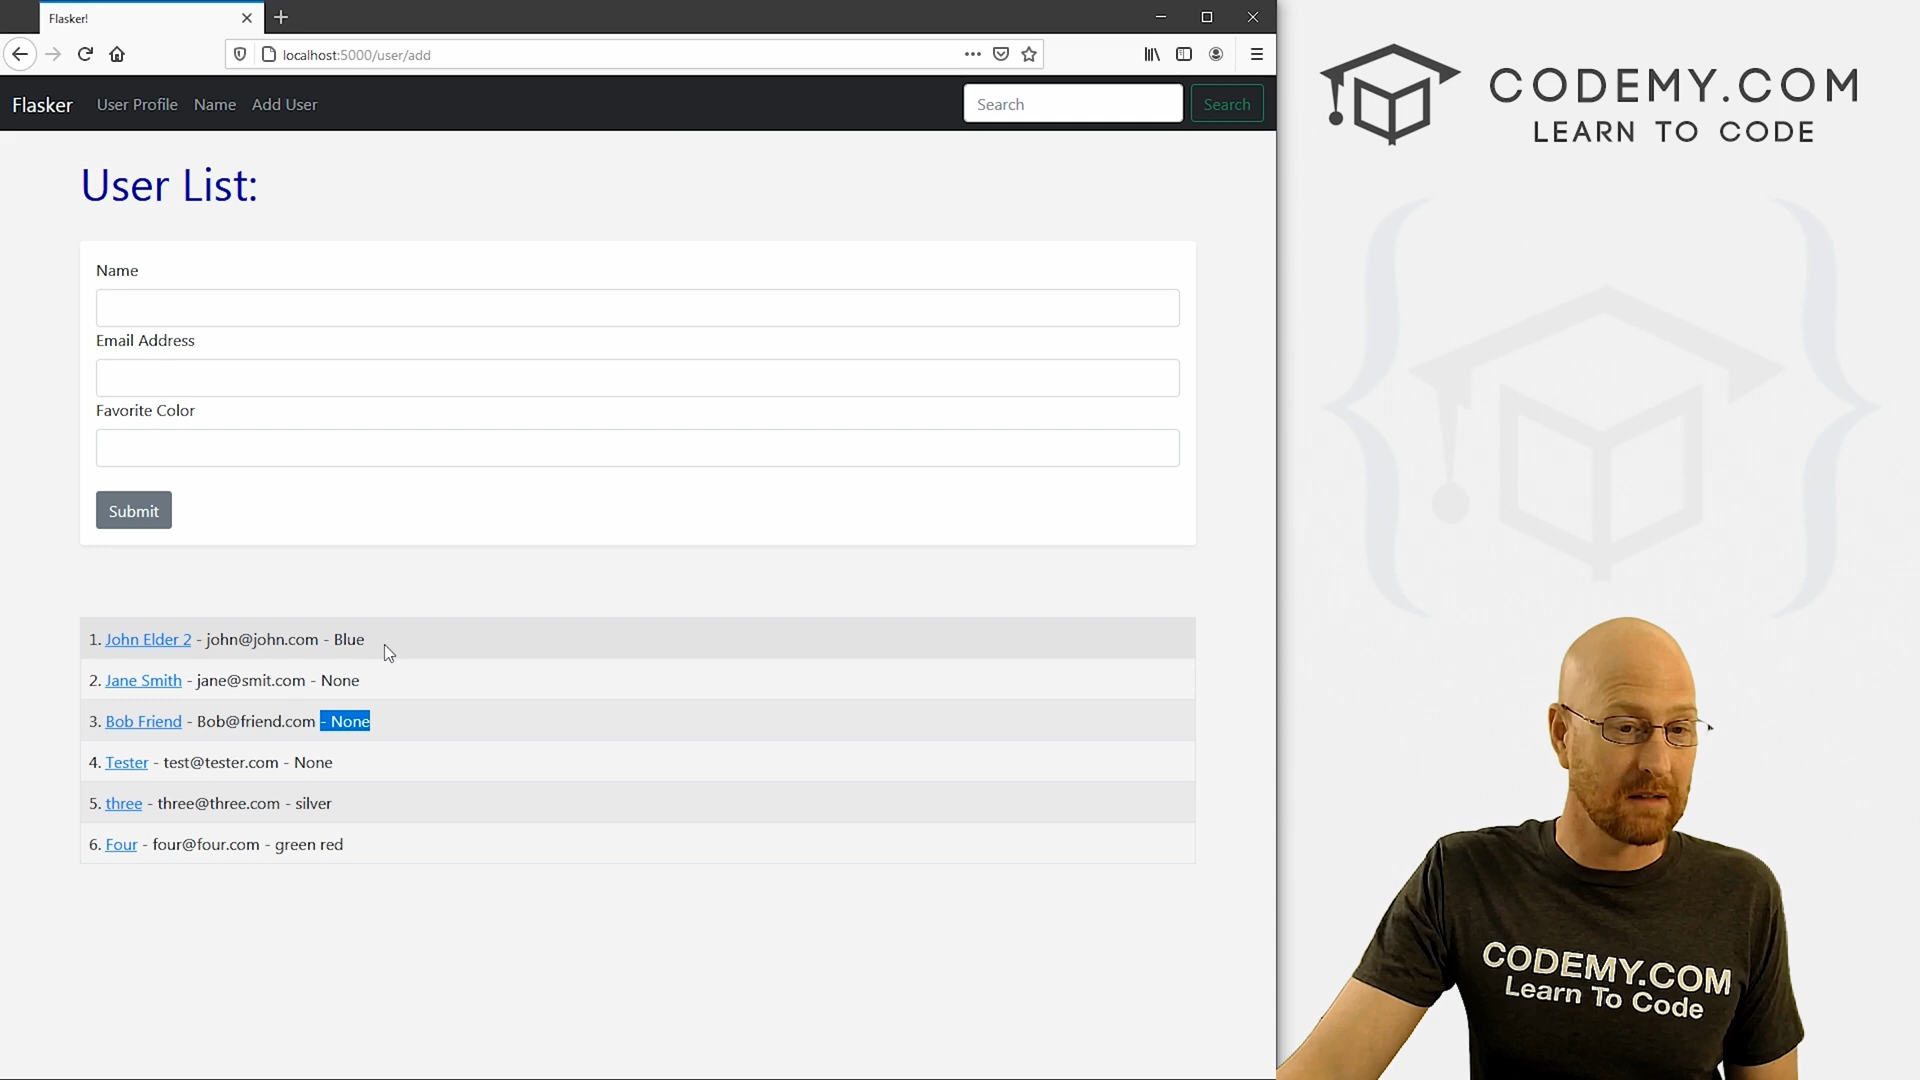 Flasker!
localhost:5000/user/add
Flasker User Profile Name Add User Search Search
User List:
Name
Email Address
Favorite Color
Submit
1. John Elder 2 - john@john.com - Blue
2. Jane Smith - jane@smit.com - None
3. Bob Friend - Bob@friend.com - None
4. Tester - test@tester.com - None
5. three - three@three.com - silver
6. Four - four@four.com - green red
CODEMY.COM
LEARN TO CODE
CODEMY.COM
Learn To Code